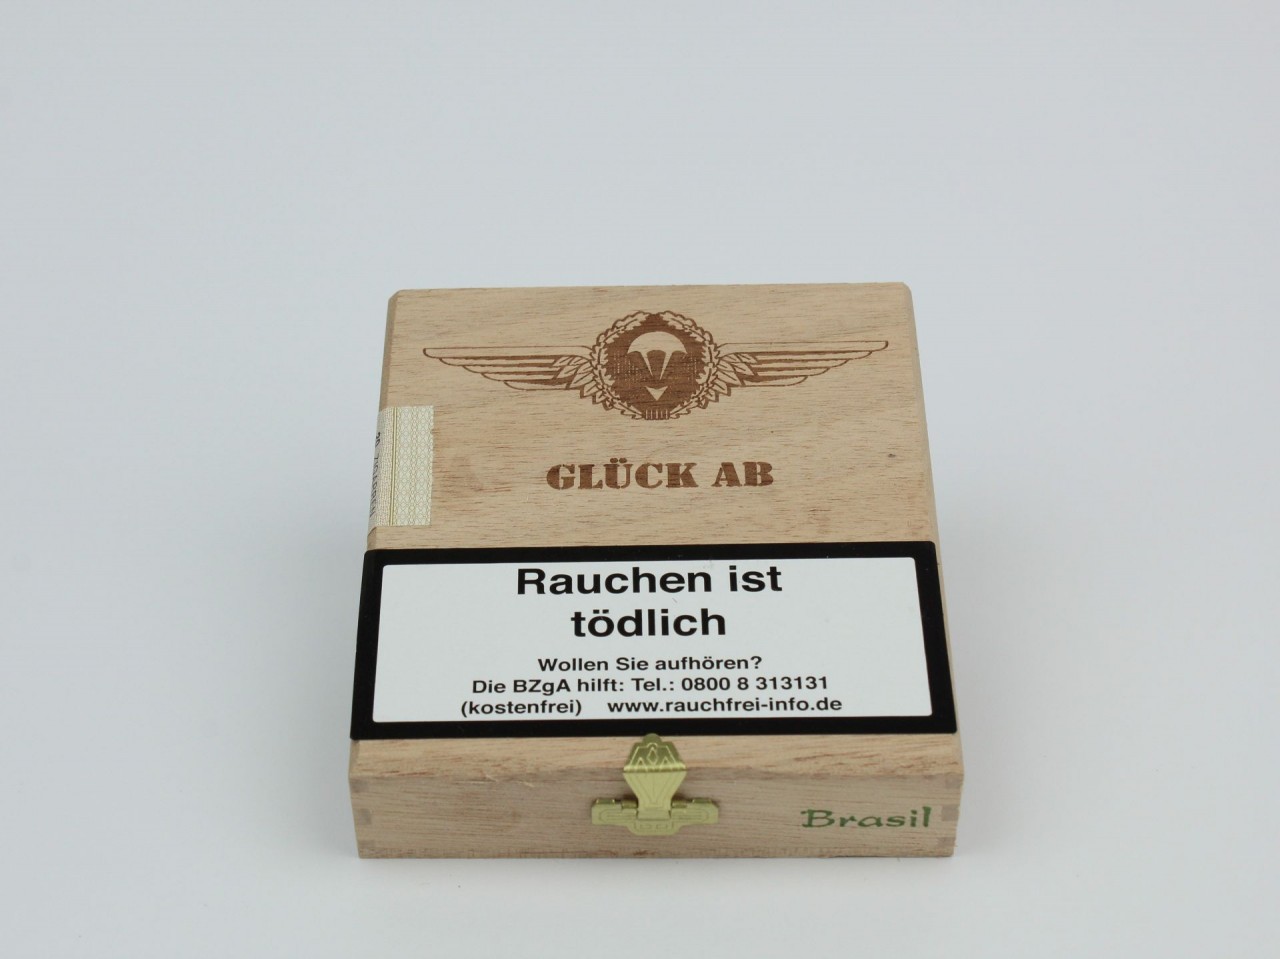 GLÜCK AB
Rauchen ist
tödlich
Wollen Sie aufhören?
Die BZgA hilft: Tel.: 0800 8 313131
(kostenfrei) www.rauchfrei-info.de
Brasil